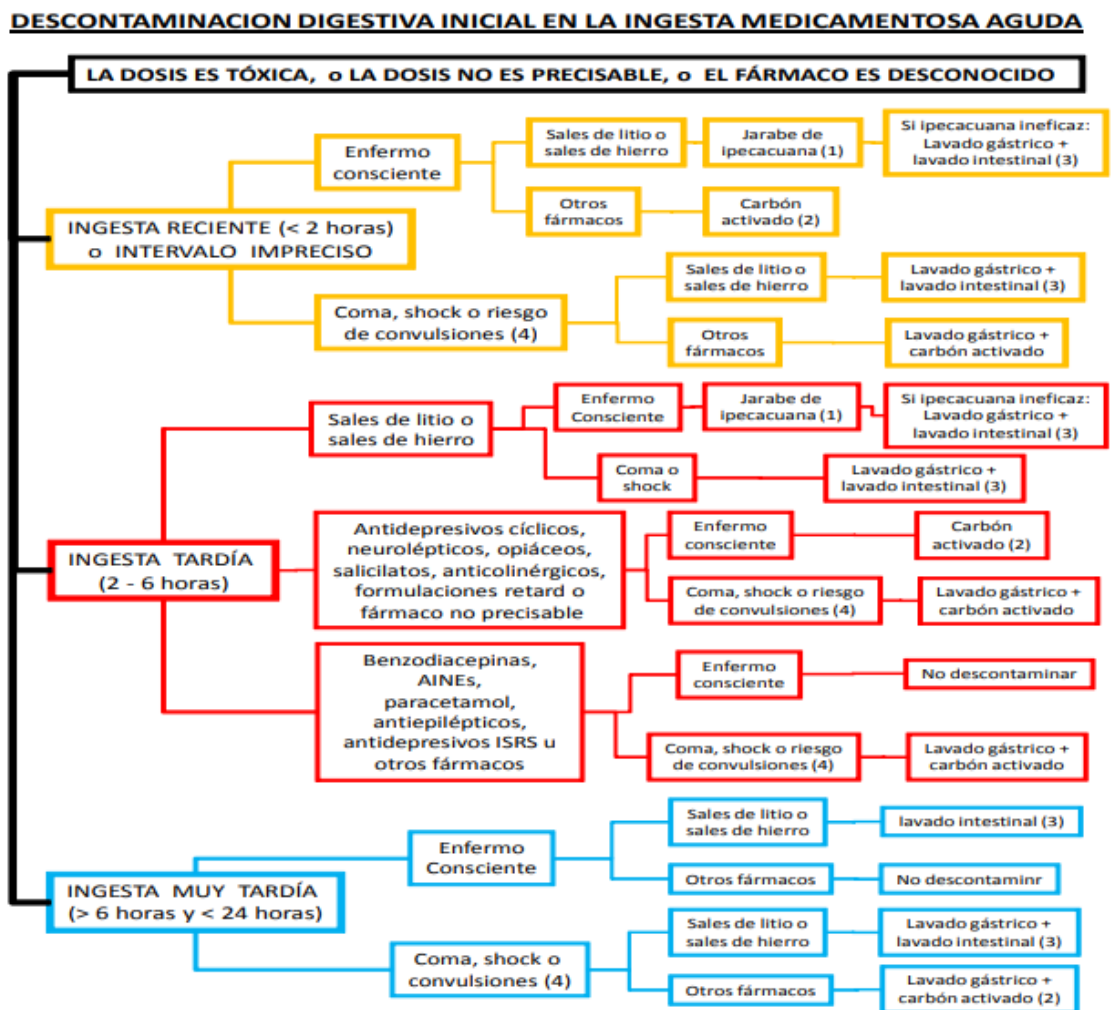 DESCONTAMINACION DIGESTIVA INICIAL EN LA INGESTA MEDICAMENTOSA AGUDA
LA DOSIS ES TÓXICA, o LA DOSIS NO ES PRECISABLE, o EL FÁRMACO ES DESCONOCIDO
INGESTA RECIENTE (< 2 horas)
o INTERVALO IMPRECISO
Enfermo
consciente
Sales de litio o
sales de hierro
Jarabe de
ipecacuana (1)
Si ipecacuana ineficaz:
Lavado gástrico +
lavado intestinal (3)
Otros
fármacos
Carbón
activado (2)
Coma, shock o riesgo
de convulsiones (4)
Sales de litio o
sales de hierro
Lavado gástrico +
lavado intestinal (3)
Otros
fármacos
Lavado gástrico +
carbón activado
INGESTA TARDÍA
(2 - 6 horas)
Sales de litio o
sales de hierro
Enfermo
Consciente
Jarabe de
ipecacuana (1)
Si ipecacuana ineficaz:
Lavado gástrico +
lavado intestinal (3)
Coma o
shock
Lavado gástrico +
lavado intestinal (3)
Antidepresivos cíclicos,
neurolépticos, opiáceos,
salicilatos, anticolinérgicos,
formulaciones retard o
fármaco no precisable
Enfermo
consciente
Carbón
activado (2)
Coma, shock o riesgo
de convulsiones (4)
Lavado gástrico +
carbón activado
Benzodiacepinas,
AINEs,
paracetamol,
antiepilépticos,
antidepresivos ISRS u
otros fármacos
Enfermo
consciente
No descontaminar
Coma, shock o riesgo
de convulsiones (4)
Lavado gástrico +
carbón activado
INGESTA MUY TARDÍA
(> 6 horas y < 24 horas)
Enfermo
Consciente
Sales de litio o
sales de hierro
lavado intestinal (3)
Otros fármacos
No descontaminr
Coma, shock o
convulsiones (4)
Sales de litio o
sales de hierro
Lavado gástrico +
lavado intestinal (3)
Otros fármacos
Lavado gástrico +
carbón activado (2)